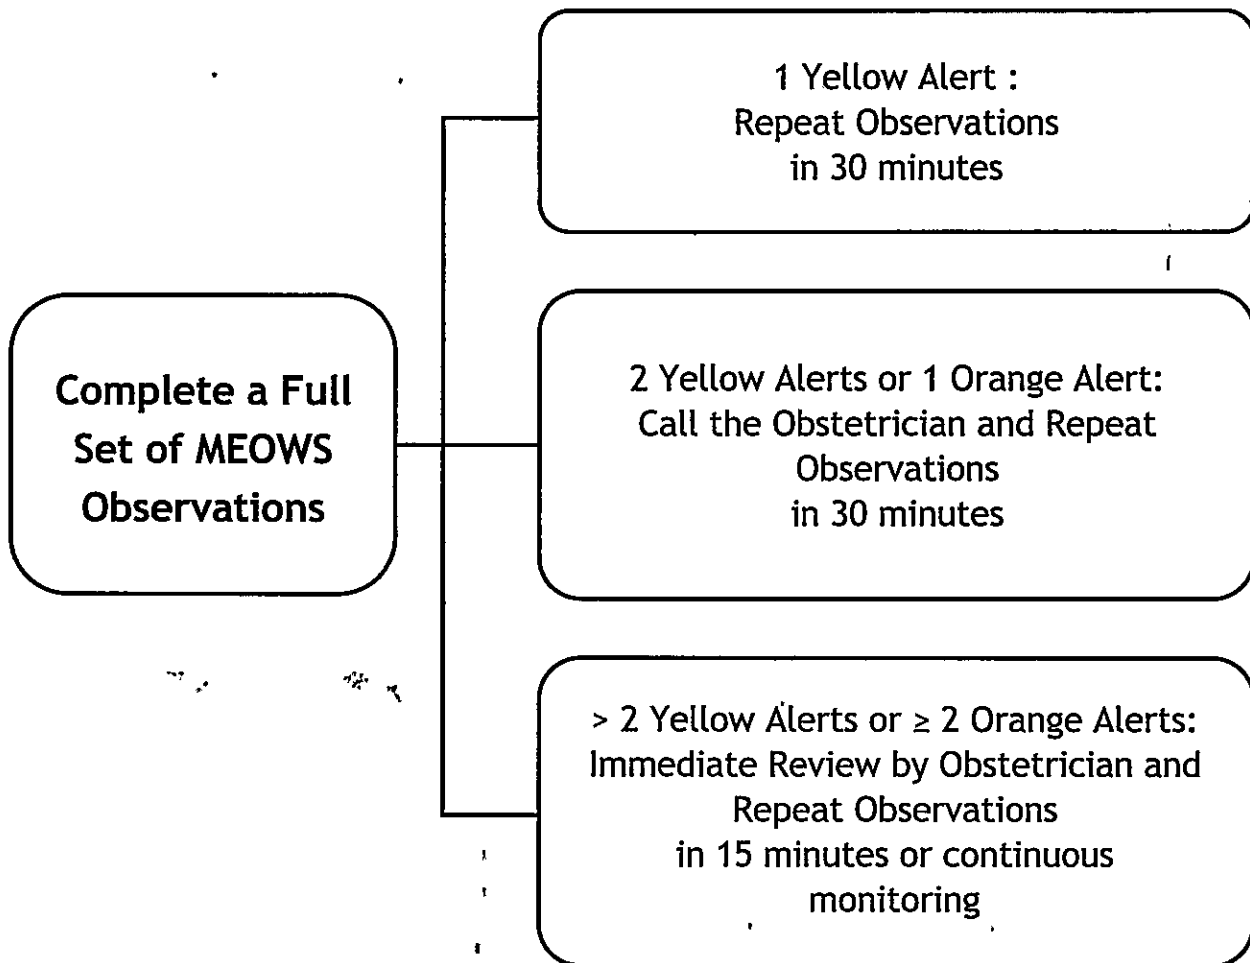 Complete a Full
Set of MEOWS
Observations
1 Yellow Alert :
Repeat Observations
in 30 minutes
2 Yellow Alerts or 1 Orange Alert:
Call the Obstetrician and Repeat
Observations
in 30 minutes
> 2 Yellow Alerts or ≥ 2 Orange Alerts:
Immediate Review by Obstetrician and
Repeat Observations
in 15 minutes or continuous
monitoring